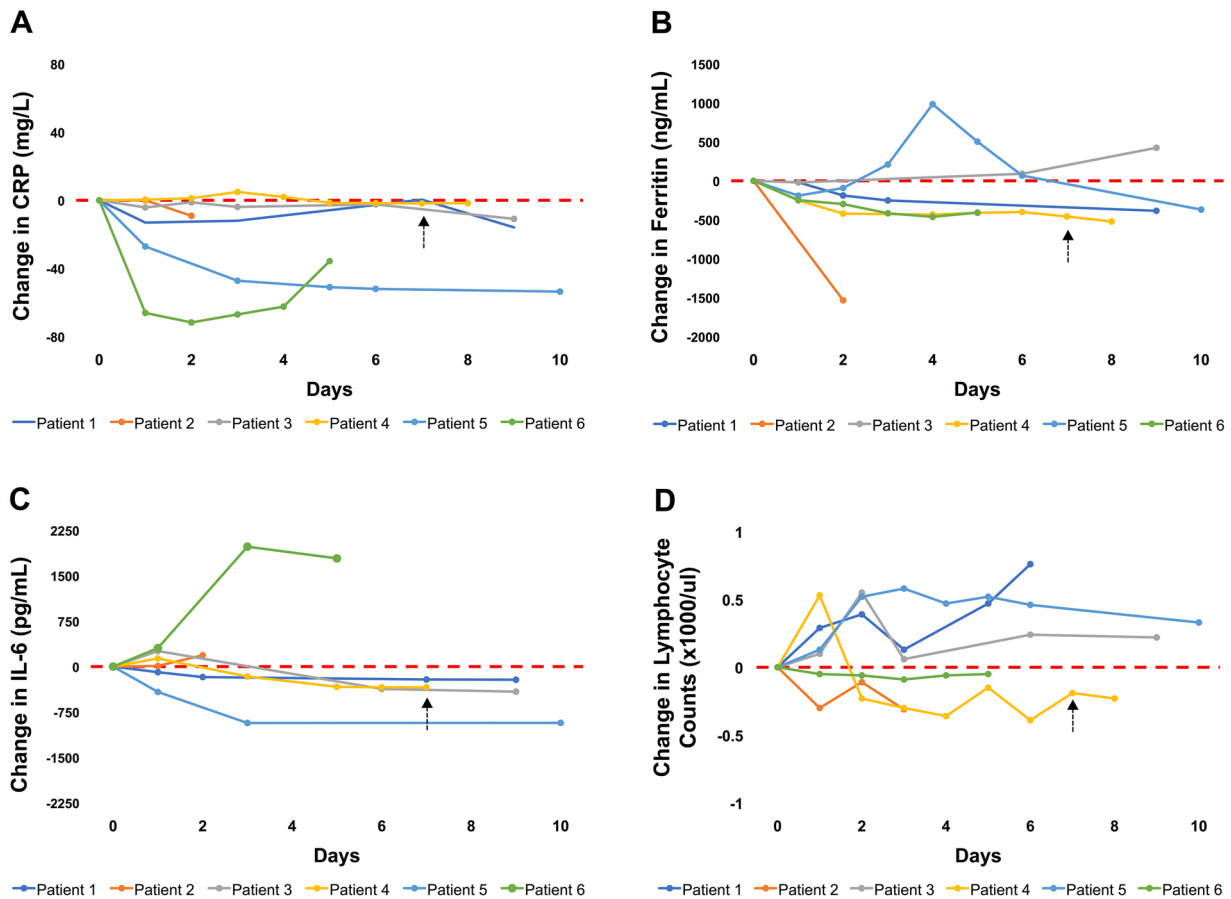 A
Change in CRP (mg/L)
80
40
0
-40
-80
0 2 4 6 8 10
Days
Patient 1 Patient 2 Patient 3 Patient 4 Patient 5 Patient 6
B
Change in Ferritin (ng/mL)
1500
1000
500
0
-500
-1000
-1500
-2000
0 2 4 6 8 10
Days
Patient 1 Patient 2 Patient 3 Patient 4 Patient 5 Patient 6
C
Change in IL-6 (pg/mL)
2250
1500
750
0
-750
-1500
-2250
0 2 4 6 8 10
Days
Patient 1 Patient 2 Patient 3 Patient 4 Patient 5 Patient 6
D
Change in Lymphocyte
Counts (x1000/ul)
1
0.5
0
-0.5
-1
0 2 4 6 8 10
Days
Patient 1 Patient 2 Patient 3 Patient 4 Patient 5 Patient 6